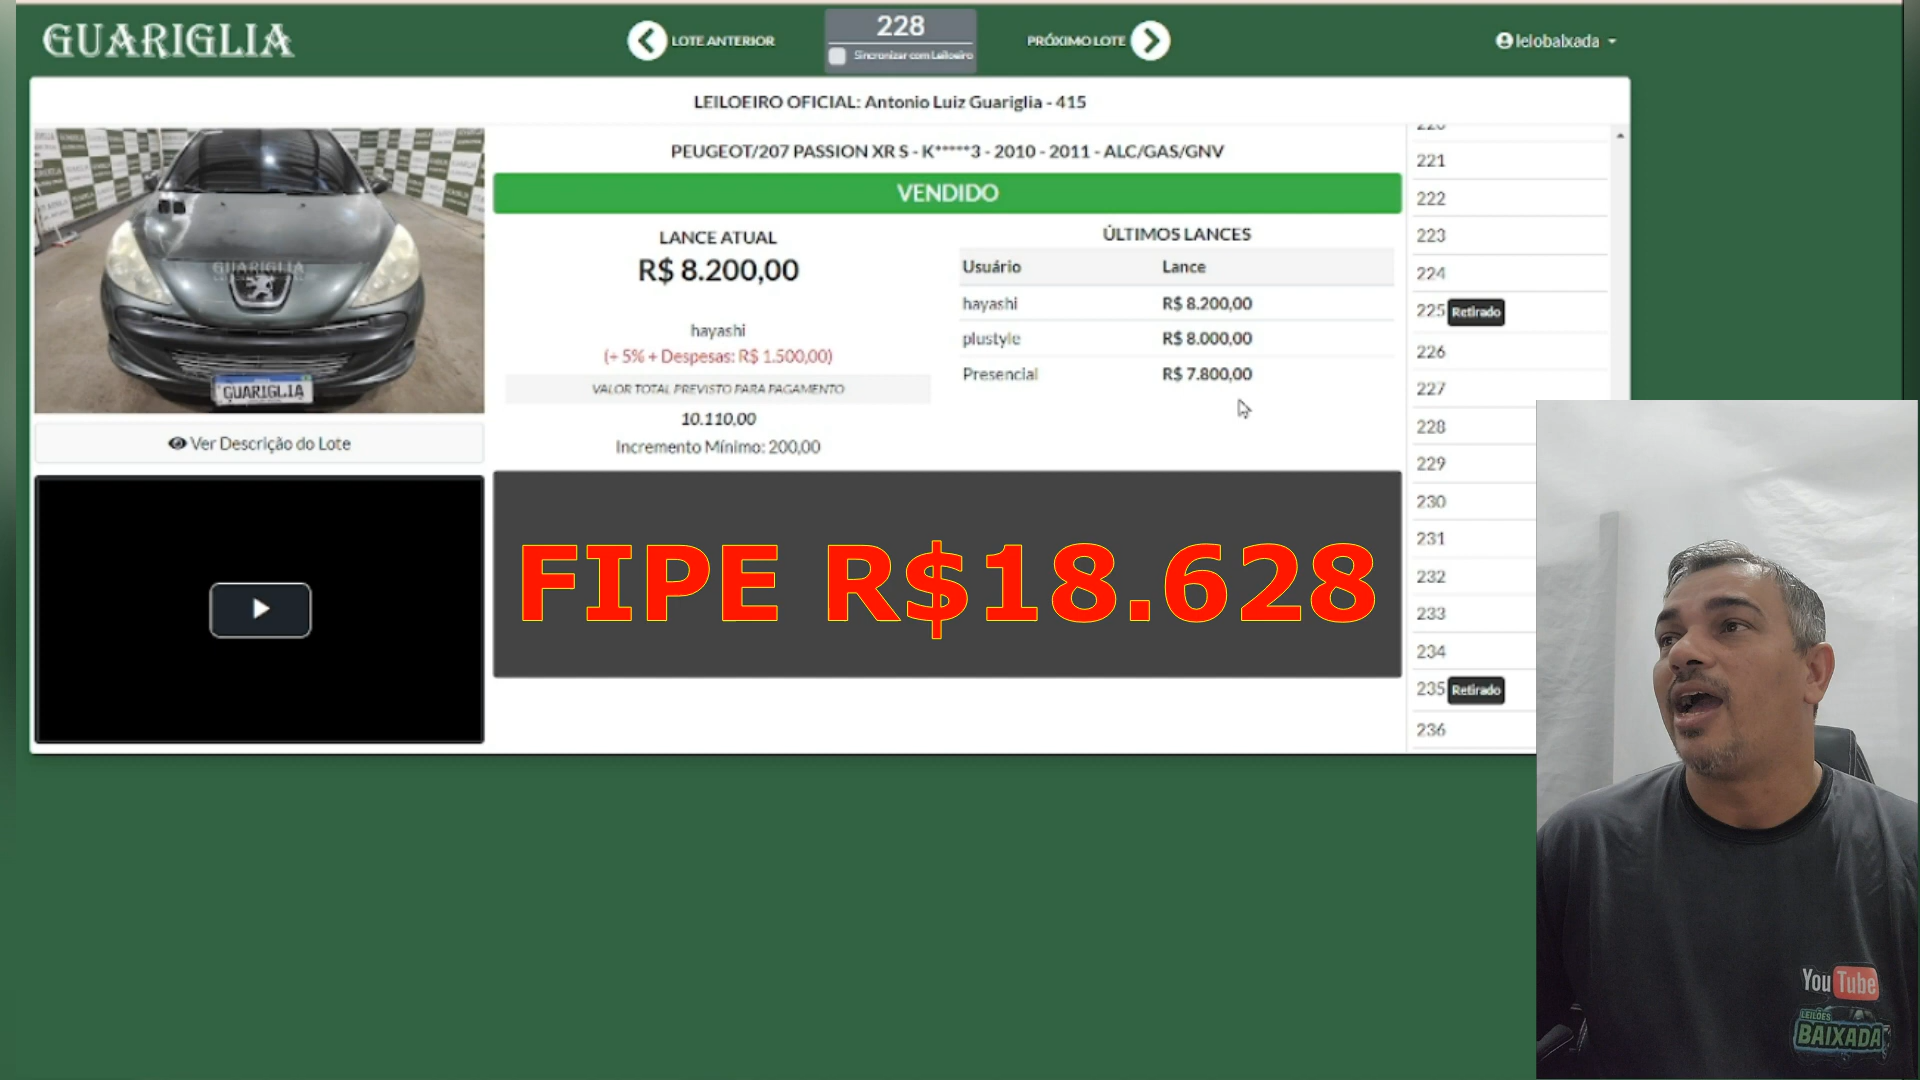 GUARIGLIA
LOTE ANTERIOR
228
Sincronizar com Leiloeiro
PRÓXIMO LOTE
lelobaixada
LEILOEIRO OFICIAL: Antonio Luiz Guariglia - 415
PEUGEOT/207 PASSION XR S - K*****3 - 2010 - 2011 - ALC/GAS/GNV
VENDIDO
LANCE ATUAL
R$ 8.200,00
hayashi
(+ 5% + Despesas: R$ 1.500,00)
VALOR TOTAL PREVISTO PARA PAGAMENTO
10.110,00
Incremento Mínimo: 200,00
ÚLTIMOS LANCES
Usuário Lance
hayashi R$ 8.200,00
plustyle R$ 8.000,00
Presencial R$ 7.800,00
GUARIGLIA
GUARIGLIA
Ver Descrição do Lote
FIPE R$18.628
220
221
222
223
224
225 Retirado
226
227
228
229
230
231
232
233
234
235 Retirado
236
YouTube
LEILÕES
BAIXADA